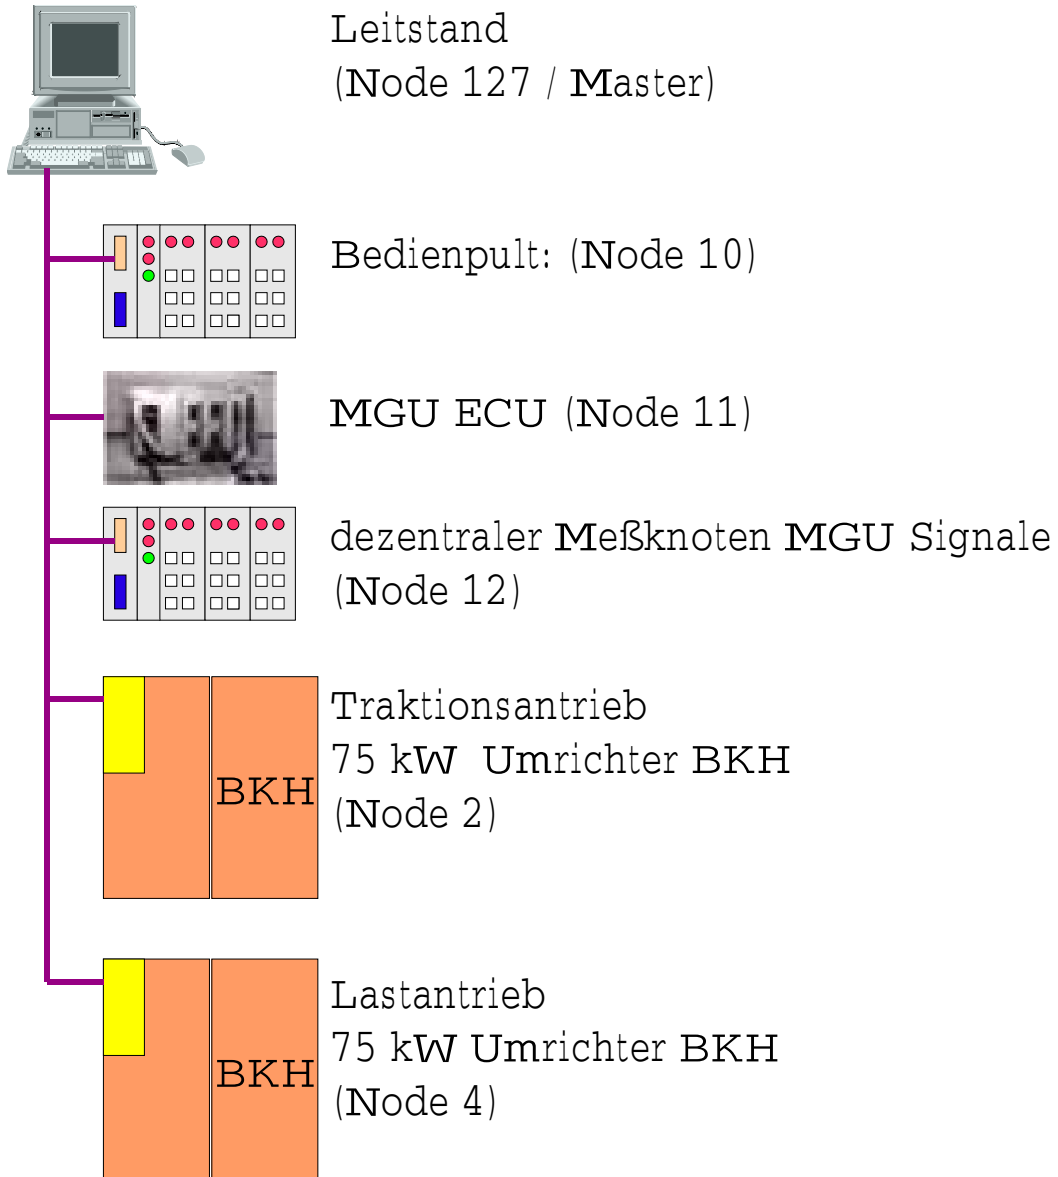 Leitstand
(Node 127 / Master)
Bedienpult: (Node 10)
MGU ECU (Node 11)
dezentraler Meßknoten MGU Signale
(Node 12)
Traktionsantrieb
75 kW Umrichter BKH
BKH
(Node 2)
Lastantrieb
75 kW Umrichter BKH
BKH
(Node 4)